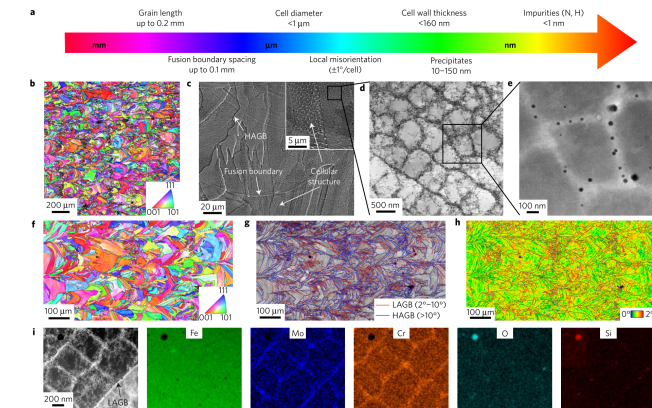 a
Grain length
up to 0.2 mm
Cell diameter
<1 μm
Cell wall thickness
<160 nm
Impurities (N, H)
<1 nm
mm
μm
nm
Fusion boundary spacing
up to 0.1 mm
Local misorientation
(±1°/cell)
Precipitates
10–150 nm
b
200 μm
111
001 101
c
HAGB
5 μm
Fusion boundary
Cellular
structure
20 μm
d
500 nm
e
100 nm
f
100 μm
111
001 101
g
100 μm
LAGB (2°–10°)
HAGB (>10°)
h
100 μm
0° 2°
i
200 nm
LAGB
Fe
Mo
Cr
O
Si